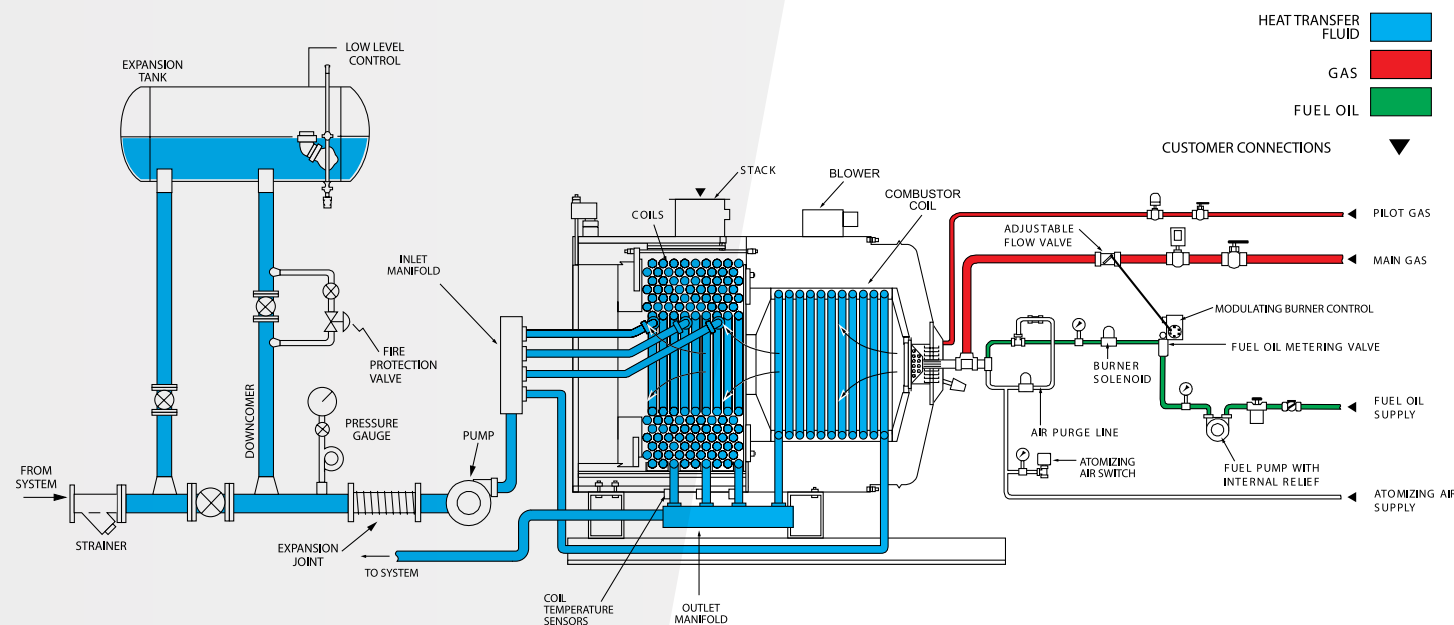 HEAT TRANSFER
FLUID
GAS
FUEL OIL
CUSTOMER CONNECTIONS
LOW LEVEL
CONTROL
EXPANSION
TANK
STACK
BLOWER
COMBUSTOR
COIL
COILS
PILOT GAS
ADJUSTABLE
FLOW VALVE
MAIN GAS
INLET
MANIFOLD
MODULATING BURNER CONTROL
FUEL OIL METERING VALVE
FIRE
PROTECTION
VALVE
BURNER
SOLENOID
DOWNCOMER
PRESSURE
GAUGE
FUEL OIL
SUPPLY
PUMP
AIR PURGE LINE
FROM
SYSTEM
ATOMIZING
AIR SWITCH
FUEL PUMP WITH
INTERNAL RELIEF
ATOMIZING AIR
SUPPLY
STRAINER
EXPANSION
JOINT
TO SYSTEM
COIL
TEMPERATURE
SENSORS
OUTLET
MANIFOLD